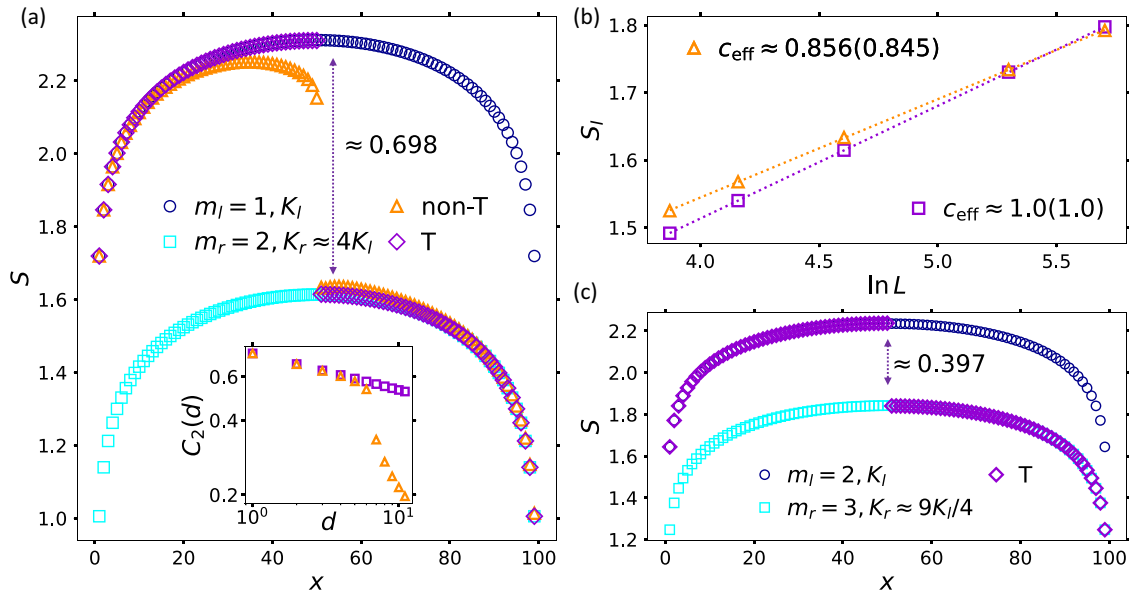 (a)
S
2.2
2.0
1.8
1.6
1.4
1.2
1.0
≈ 0.698
m_l = 1, K_l
non-T
m_r = 2, K_r ≈ 4K_l
T
C_2(d)
0.6
0.4
0.2
10^0
d
10^1
0
20
40
60
80
100
x
(b)
S_l
1.8
1.7
1.6
1.5
c_eff ≈ 0.856(0.845)
c_eff ≈ 1.0(1.0)
4.0
4.5
5.0
5.5
ln L
(c)
S
2.2
2.0
1.8
1.6
1.4
1.2
≈ 0.397
m_l = 2, K_l
T
m_r = 3, K_r ≈ 9K_l/4
0
20
40
60
80
100
x